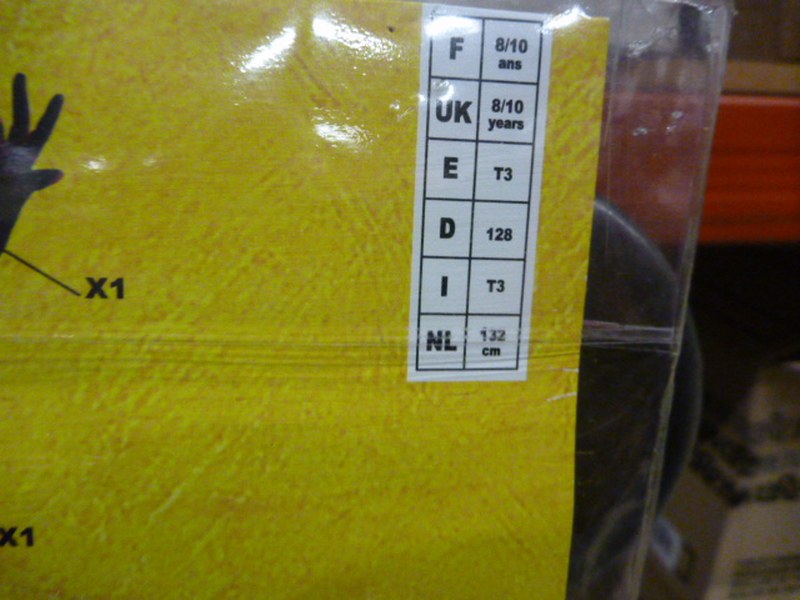 F 8/10
ans
UK 8/10
years
E T3
D 128
I T3
NL 132
cm
X1
X1